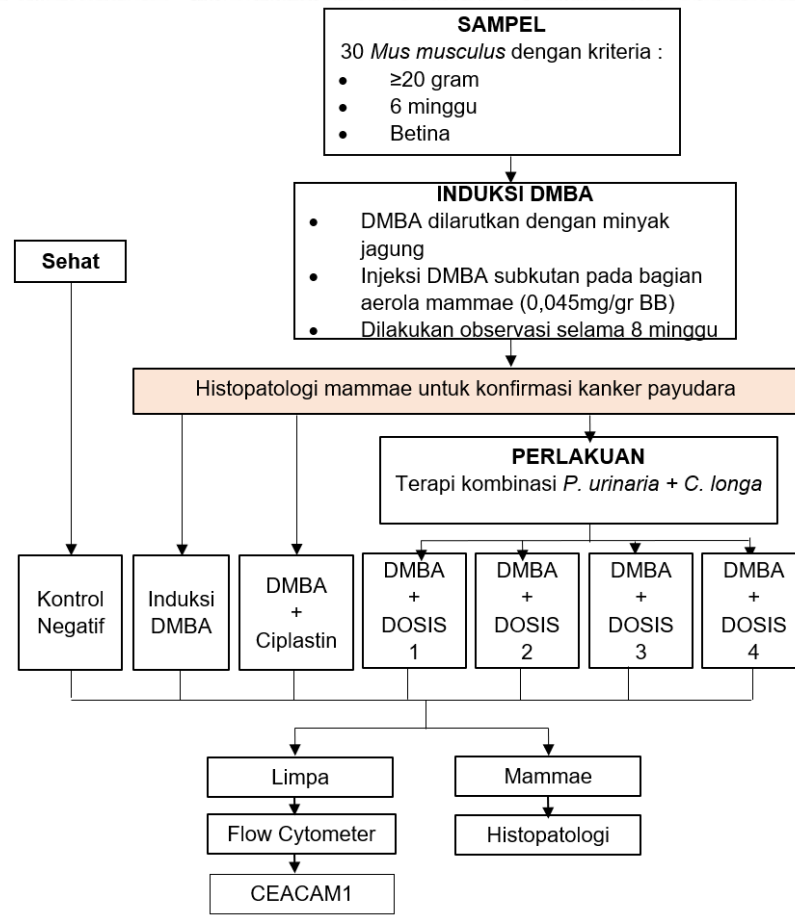 SAMPEL
30 Mus musculus dengan kriteria :
• ≥20 gram
• 6 minggu
• Betina
INDUKSI DMBA
• DMBA dilarutkan dengan minyak
jagung
• Injeksi DMBA subkutan pada bagian
aerola mammae (0,045mg/gr BB)
• Dilakukan observasi selama 8 minggu
Sehat
Histopatologi mammae untuk konfirmasi kanker payudara
PERLAKUAN
Terapi kombinasi P. urinaria + C. longa
Kontrol
Negatif
Induksi
DMBA
DMBA
+
Ciplastin
DMBA
+
DOSIS
1
DMBA
+
DOSIS
2
DMBA
+
DOSIS
3
DMBA
+
DOSIS
4
Limpa
Mammae
Flow Cytometer
Histopatologi
CEACAM1